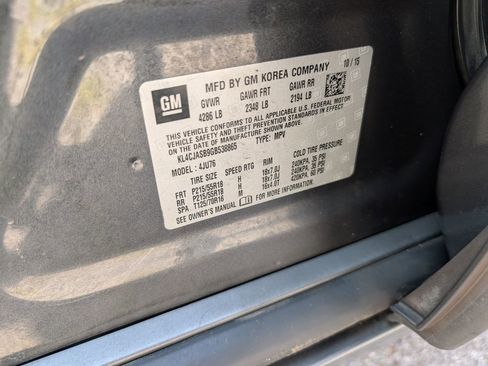 GM
MFD BY GM KOREA COMPANY 10/15
GVWR GAWR FRT GAWR RR
4286 LB 2348 LB 2194 LB
THIS VEHICLE CONFORMS TO ALL APPLICABLE U.S. FEDERAL MOTOR
VEHICLE SAFETY AND THEFT PREVENTION STANDARDS IN EFFECT
ON THE DATE OF MANUFACTURE SHOWN ABOVE.
KL4CJASB9GB538865 TYPE: MPV
MODEL: 4JU76
TIRE SIZE SPEED RTG RIM COLD TIRE PRESSURE
FRT P215/55R18 H 18x7.0J 240KPA, 35 PSI
RR P215/55R18 H 18x7.0J 240KPA, 35 PSI
SPA T125/70R16 M 16x4.0T 420KPA, 60 PSI
SEE OWNER'S MANUAL FOR MORE INFORMATION.